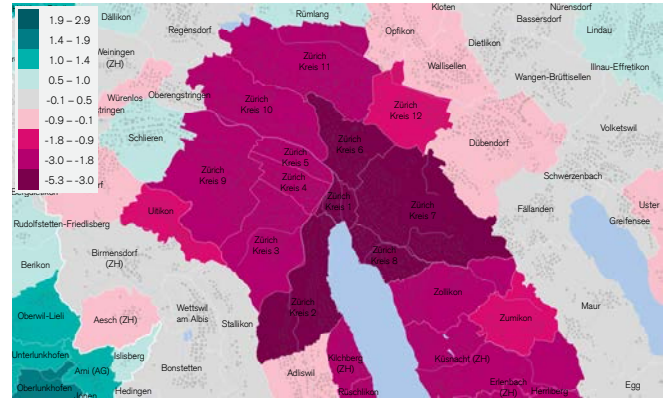 1.9 – 2.9
1.4 – 1.9
1.0 – 1.4
0.5 – 1.0
-0.1 – 0.5
-0.9 – -0.1
-1.8 – -0.9
-3.0 – -1.8
-5.3 – -3.0
Dällikon
Regensdorf
Rümlang
Kloten
Opfikon
Nürensdorf
Bassersdorf
Lindau
Dietlikon
Wallisellen
Illnau-Effretikon
Wangen-Brüttisellen
Weiningen
(ZH)
Würenlos
Oberengstringen
Schlieren
Zürich
Kreis 11
Zürich
Kreis 10
Zürich
Kreis 12
Zürich
Kreis 6
Zürich
Kreis 5
Zürich
Kreis 4
Zürich
Kreis 9
Zürich
Kreis 1
Zürich
Kreis 7
Zürich
Kreis 3
Zürich
Kreis 8
Zürich
Kreis 2
Dübendorf
Volketswil
Schwerzenbach
Fällanden
Uster
Greifensee
Maur
Egg
Uitikon
Rudolfstetten-Friedlisberg
Birmensdorf
(ZH)
Berikon
Oberwil-Lieli
Aesch (ZH)
Wettswil
am Albis
Stallikon
Unterlunkhofen
Islisberg
Arni (AG)
Bonstetten
Oberlunkhofen
Hedingen
Adliswil
Kilchberg
(ZH)
Rüschlikon
Zollikon
Zumikon
Küsnacht (ZH)
Erlenbach
(ZH)
Herrliberg